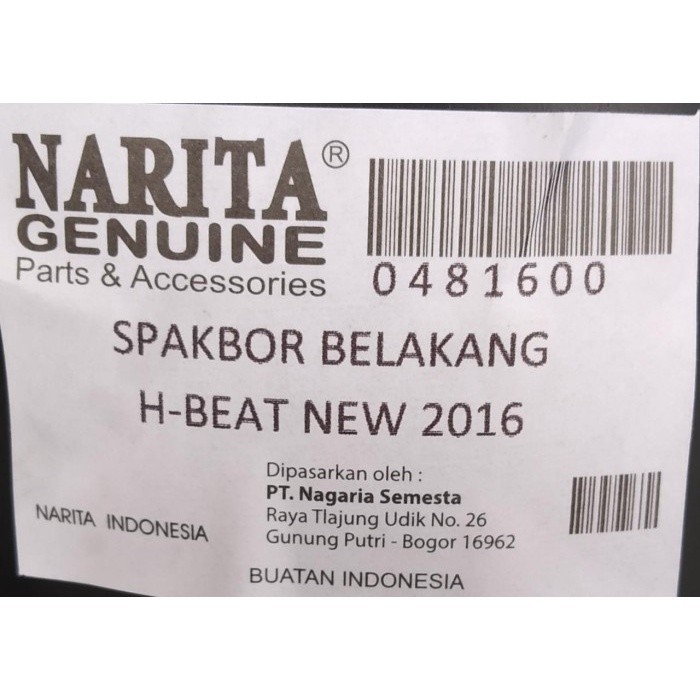 NARITA®
GENUINE
Parts & Accessories
0481600
SPAKBOR BELAKANG
H-BEAT NEW 2016
Dipasarkan oleh :
PT. Nagaria Semesta
Raya Tlajung Udik No. 26
Gunung Putri - Bogor 16962
NARITA INDONESIA
BUATAN INDONESIA